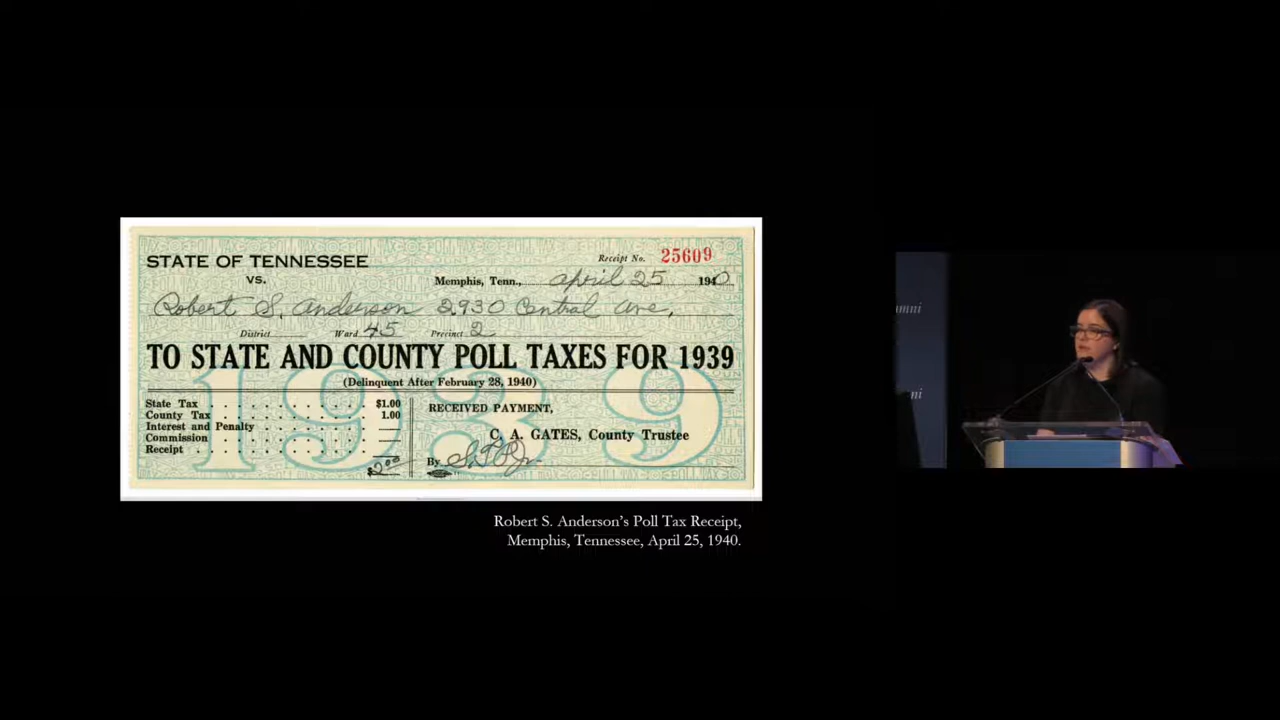 STATE OF TENNESSEE
Receipt No. 25609
VS.
Memphis, Tenn., April 25 1940
Robert S. Anderson 2930 Central Ave.
District Ward 45 Precinct 2
TO STATE AND COUNTY POLL TAXES FOR 1939
(Delinquent After February 28, 1940)
1939
State Tax $1.00
County Tax 1.00
Interest and Penalty
Commission
Receipt
$2.00
RECEIVED PAYMENT,
C. A. GATES, County Trustee
By
Robert S. Anderson's Poll Tax Receipt,
Memphis, Tennessee, April 25, 1940.